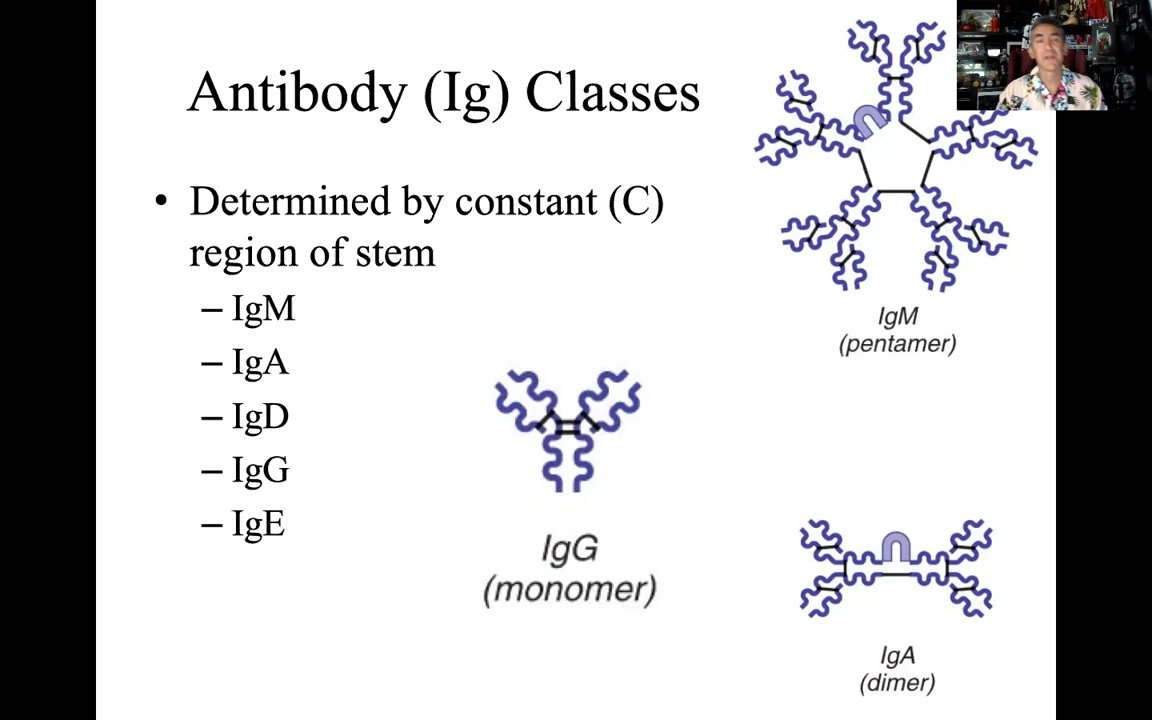 Antibody (Ig) Classes
• Determined by constant (C)
region of stem
– IgM
– IgA
– IgD
– IgG
– IgE
IgM
(pentamer)
IgG
(monomer)
IgA
(dimer)